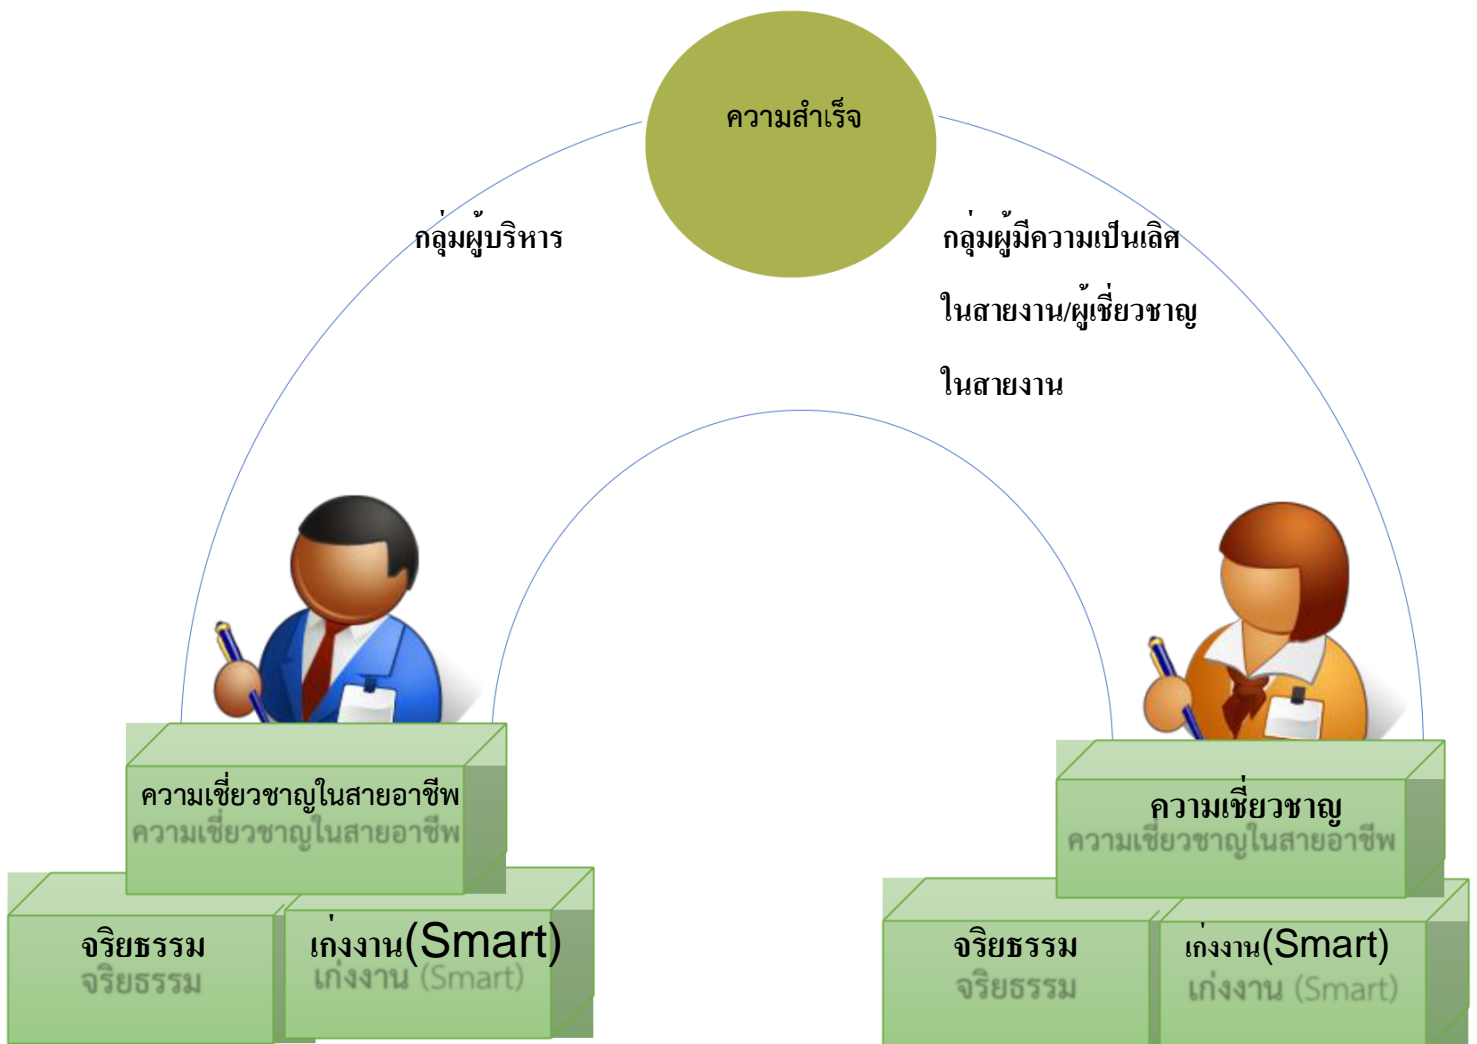 ความสำเร็จ
กลุ่มผู้บริหาร
กลุ่มผู้มีความเป็นเลิศ
ในสายงาน/ผู้เชี่ยวชาญ
ในสายงาน
ความเชี่ยวชาญในสายอาชีพ
ความเชี่ยวชาญในสายอาชีพ
จริยธรรม
จริยธรรม
เก่งงาน(Smart)
เก่งงาน (Smart)
ความเชี่ยวชาญ
ความเชี่ยวชาญในสายอาชีพ
จริยธรรม
จริยธรรม
เก่งงาน(Smart)
เก่งงาน (Smart)